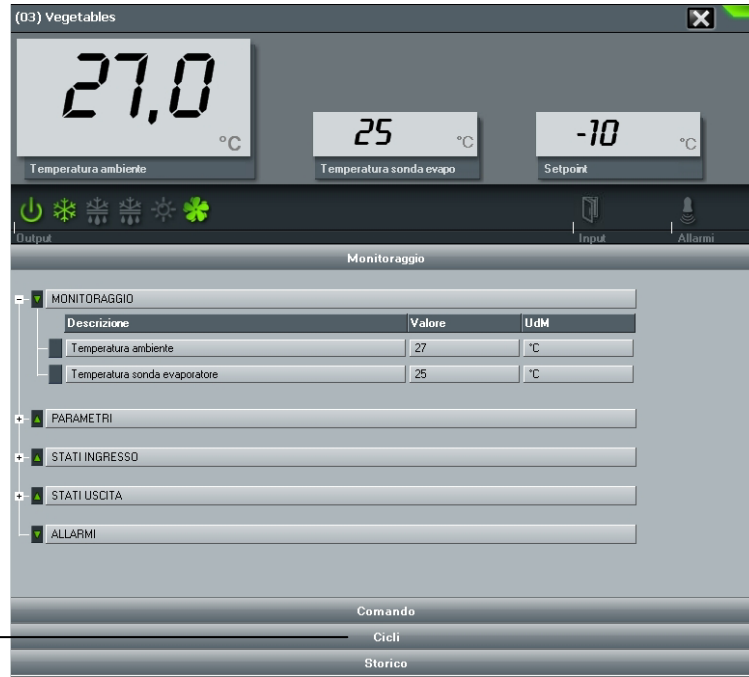 (03) Vegetables
27,0 °C
Temperatura ambiente
25 °C
Temperatura sonda evapo
-10 °C
Setpoint
Output
Input
Allarmi
Monitoraggio
MONITORAGGIO
Descrizione Valore UdM
Temperatura ambiente 27 °C
Temperatura sonda evaporatore 25 °C
PARAMETRI
STATI INGRESSO
STATI USCITA
ALLARMI
Comando
Cicli
Storico